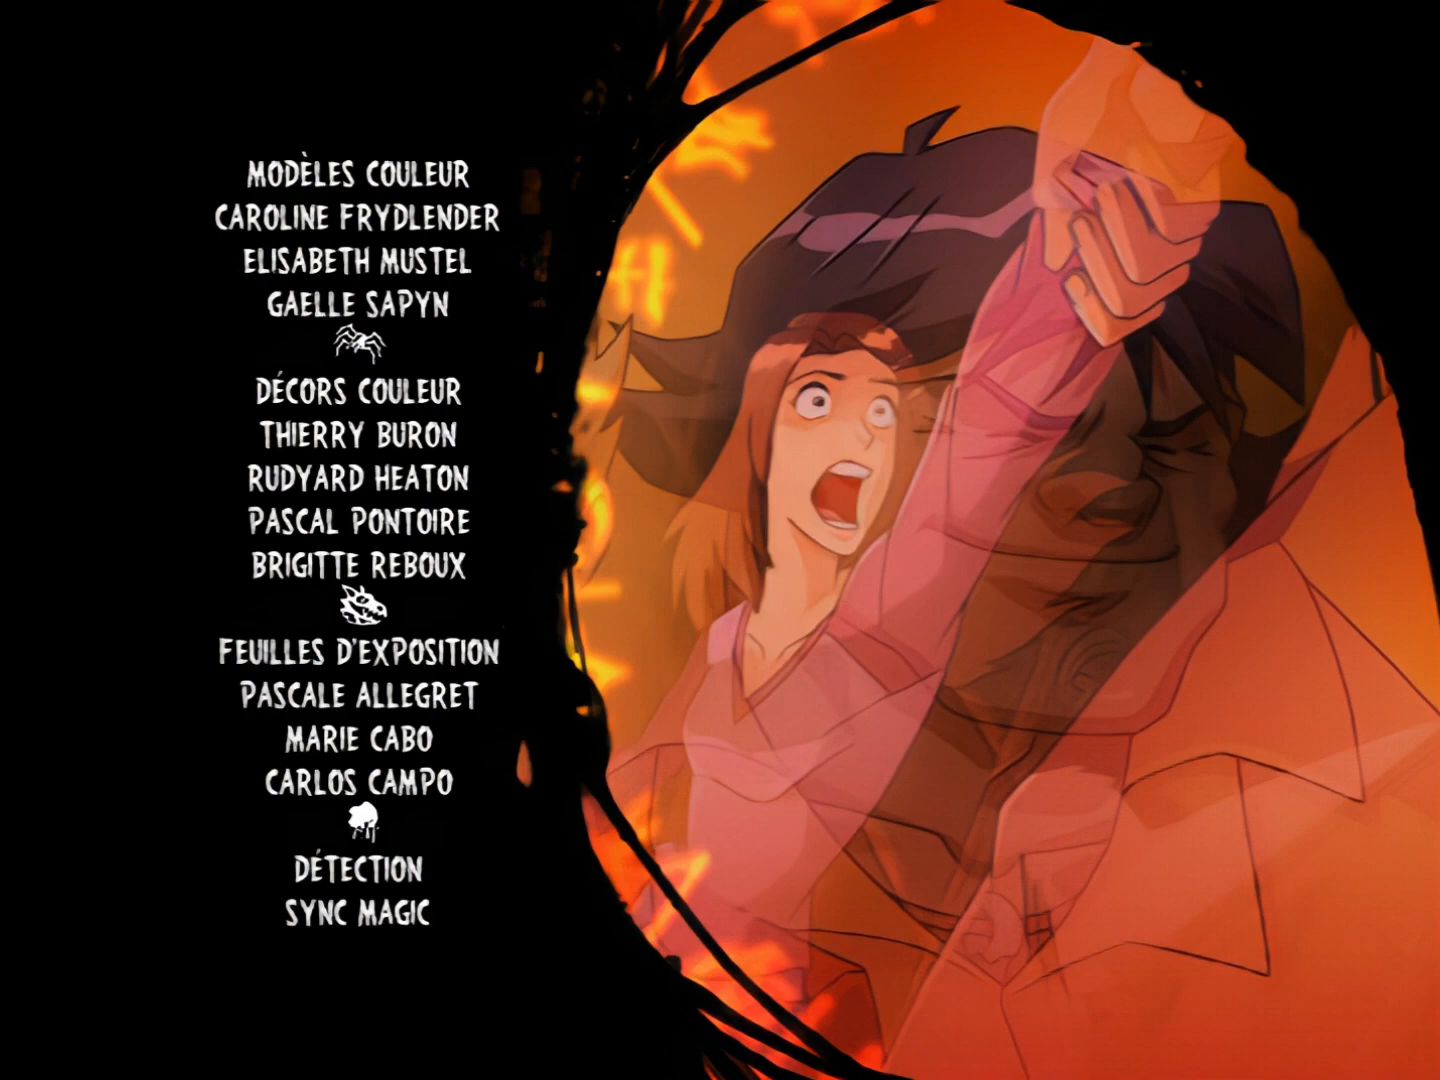 MODÈLES COULEUR
CAROLINE FRYDLENDER
ELISABETH MUSTEL
GAELLE SAPYN
DÉCORS COULEUR
THIERRY BURON
RUDYARD HEATON
PASCAL PONTOIRE
BRIGITTE REBOUX
FEUILLES D'EXPOSITION
PASCALE ALLEGRET
MARIE CABO
CARLOS CAMPO
DÉTECTION
SYNC MAGIC